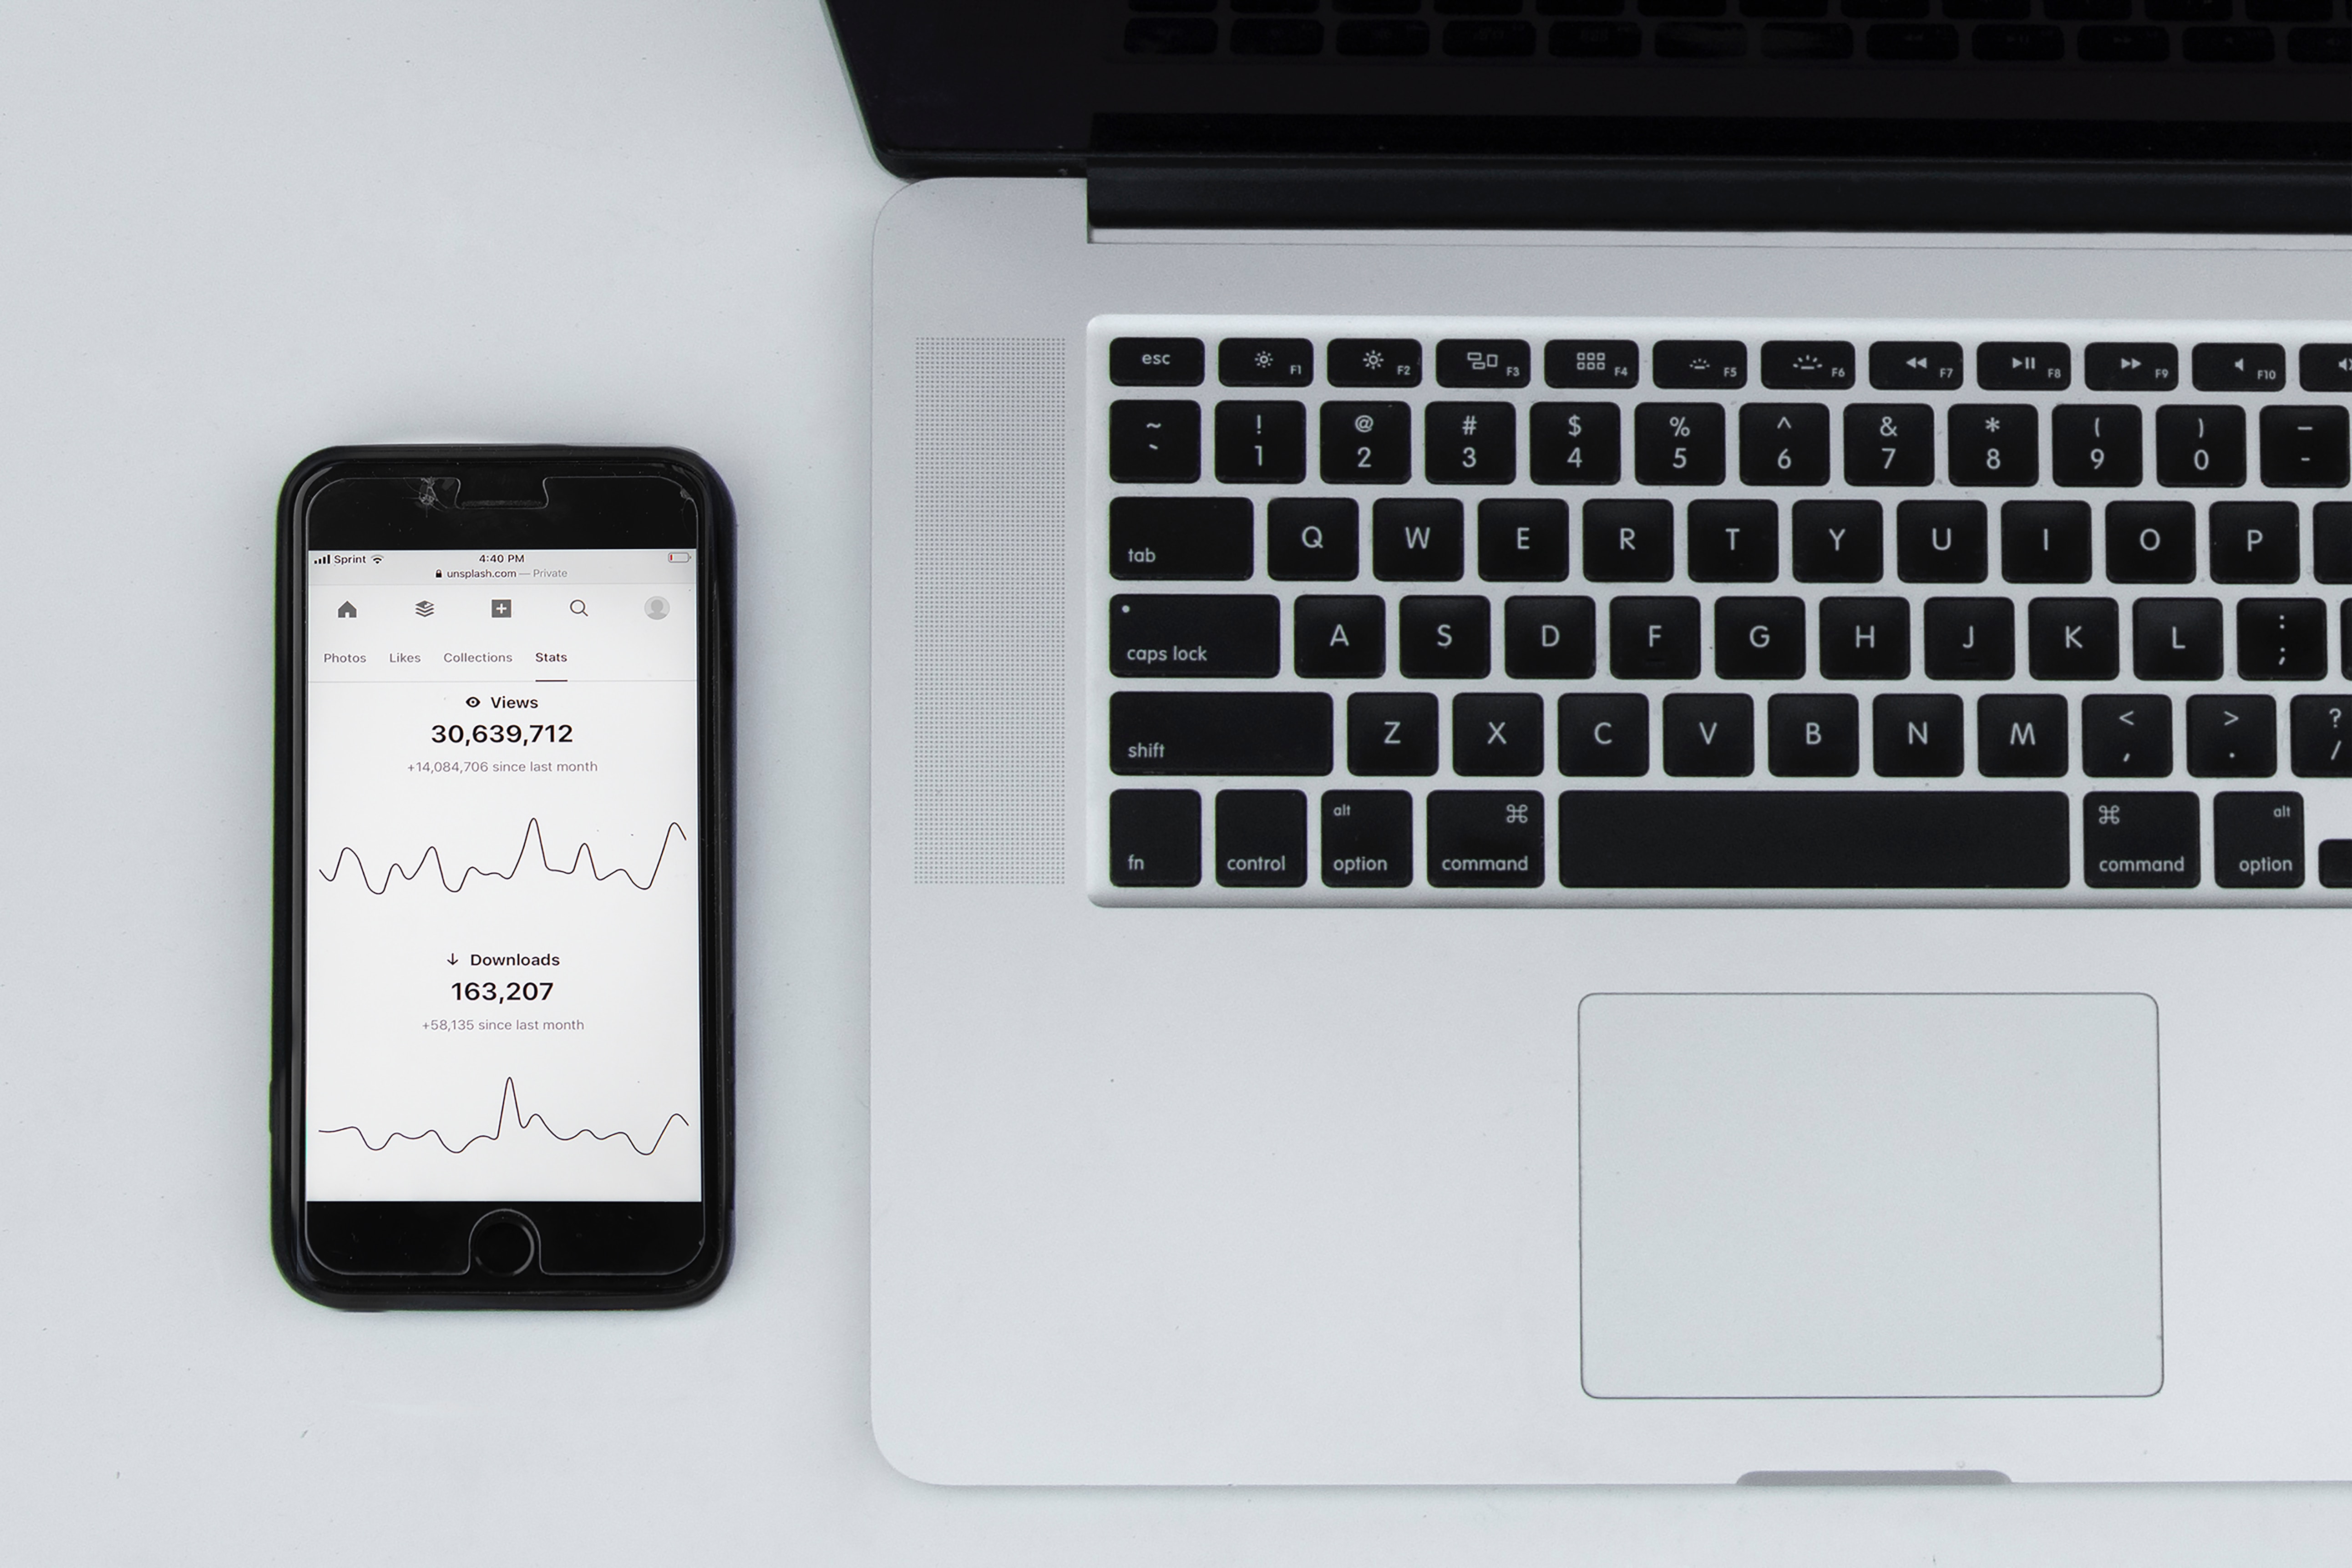 Sprint 4:40 PM
unsplash.com — Private
Photos Likes Collections Stats
Views
30,639,712
+14,084,706 since last month
Downloads
163,207
+58,135 since last month
esc F1 F2 F3 F4 F5 F6 F7 F8 F9 F10
~ ! @ # $ % ^ & * ( ) –
` 1 2 3 4 5 6 7 8 9 0 -
tab Q W E R T Y U I O P
caps lock A S D F G H J K L : ;
shift Z X C V B N M < , > . ? /
alt ⌘ ⌘ alt
fn control option command command option